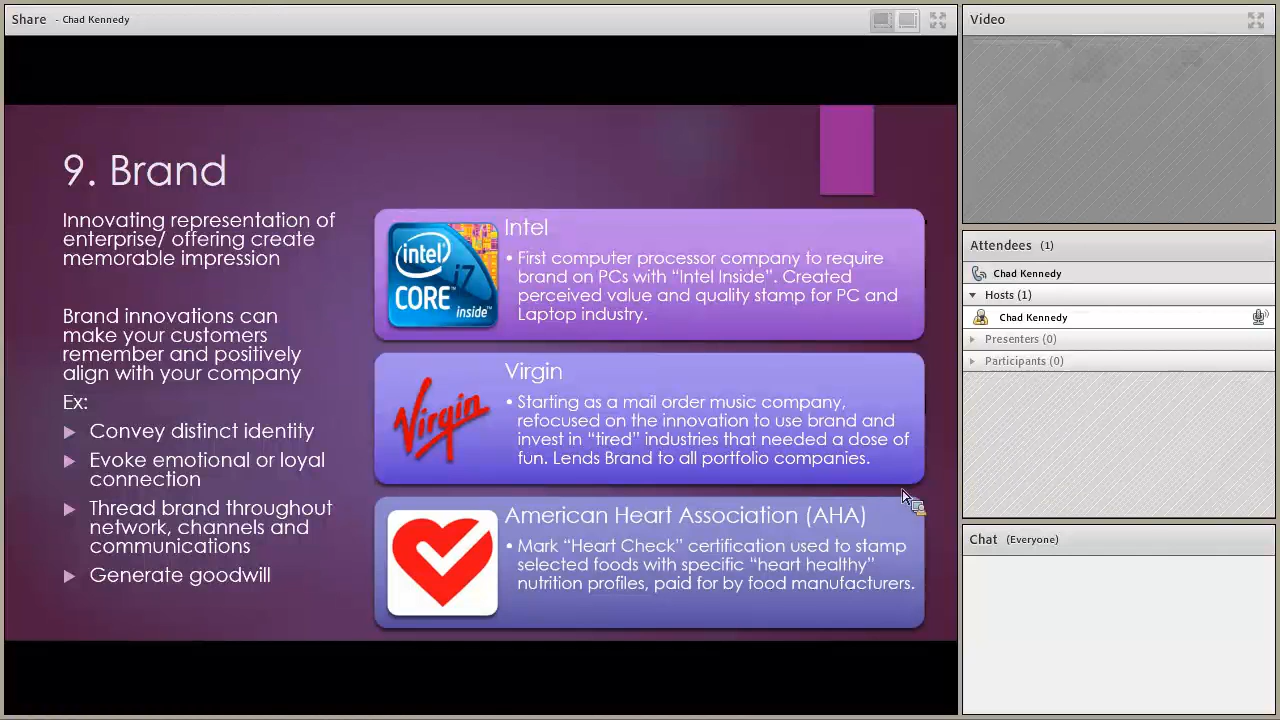 Share - Chad Kennedy
9. Brand
Innovating representation of
enterprise/ offering create
memorable impression
Brand innovations can
make your customers
remember and positively
align with your company
Ex:
Convey distinct identity
Evoke emotional or loyal
connection
Thread brand throughout
network, channels and
communications
Generate goodwill
intel
i7
CORE™
inside™
Intel
• First computer processor company to require
brand on PCs with “Intel Inside”. Created
perceived value and quality stamp for PC and
Laptop industry.
Virgin
Virgin
• Starting as a mail order music company,
refocused on the innovation to use brand and
invest in “tired” industries that needed a dose of
fun. Lends Brand to all portfolio companies.
American Heart Association (AHA)
• Mark “Heart Check” certification used to stamp
selected foods with specific “heart healthy”
nutrition profiles, paid for by food manufacturers.
Video
Attendees (1)
Chad Kennedy
Hosts (1)
Chad Kennedy
Presenters (0)
Participants (0)
Chat (Everyone)